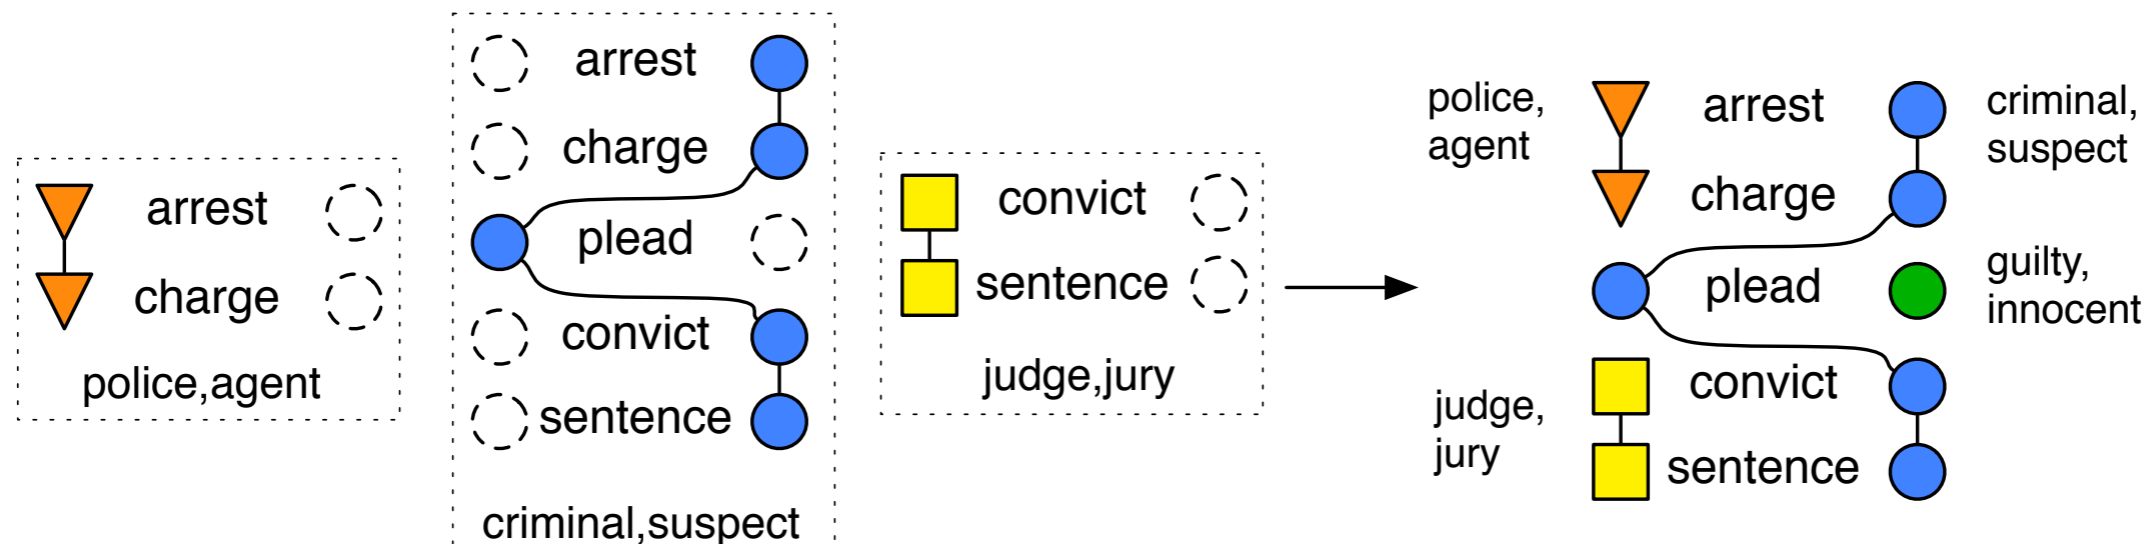 arrest
charge
police,agent
arrest
charge
plead
convict
sentence
criminal,suspect
convict
sentence
judge,jury
police,
agent
arrest
criminal,
suspect
charge
plead
guilty,
innocent
judge,
jury
convict
sentence